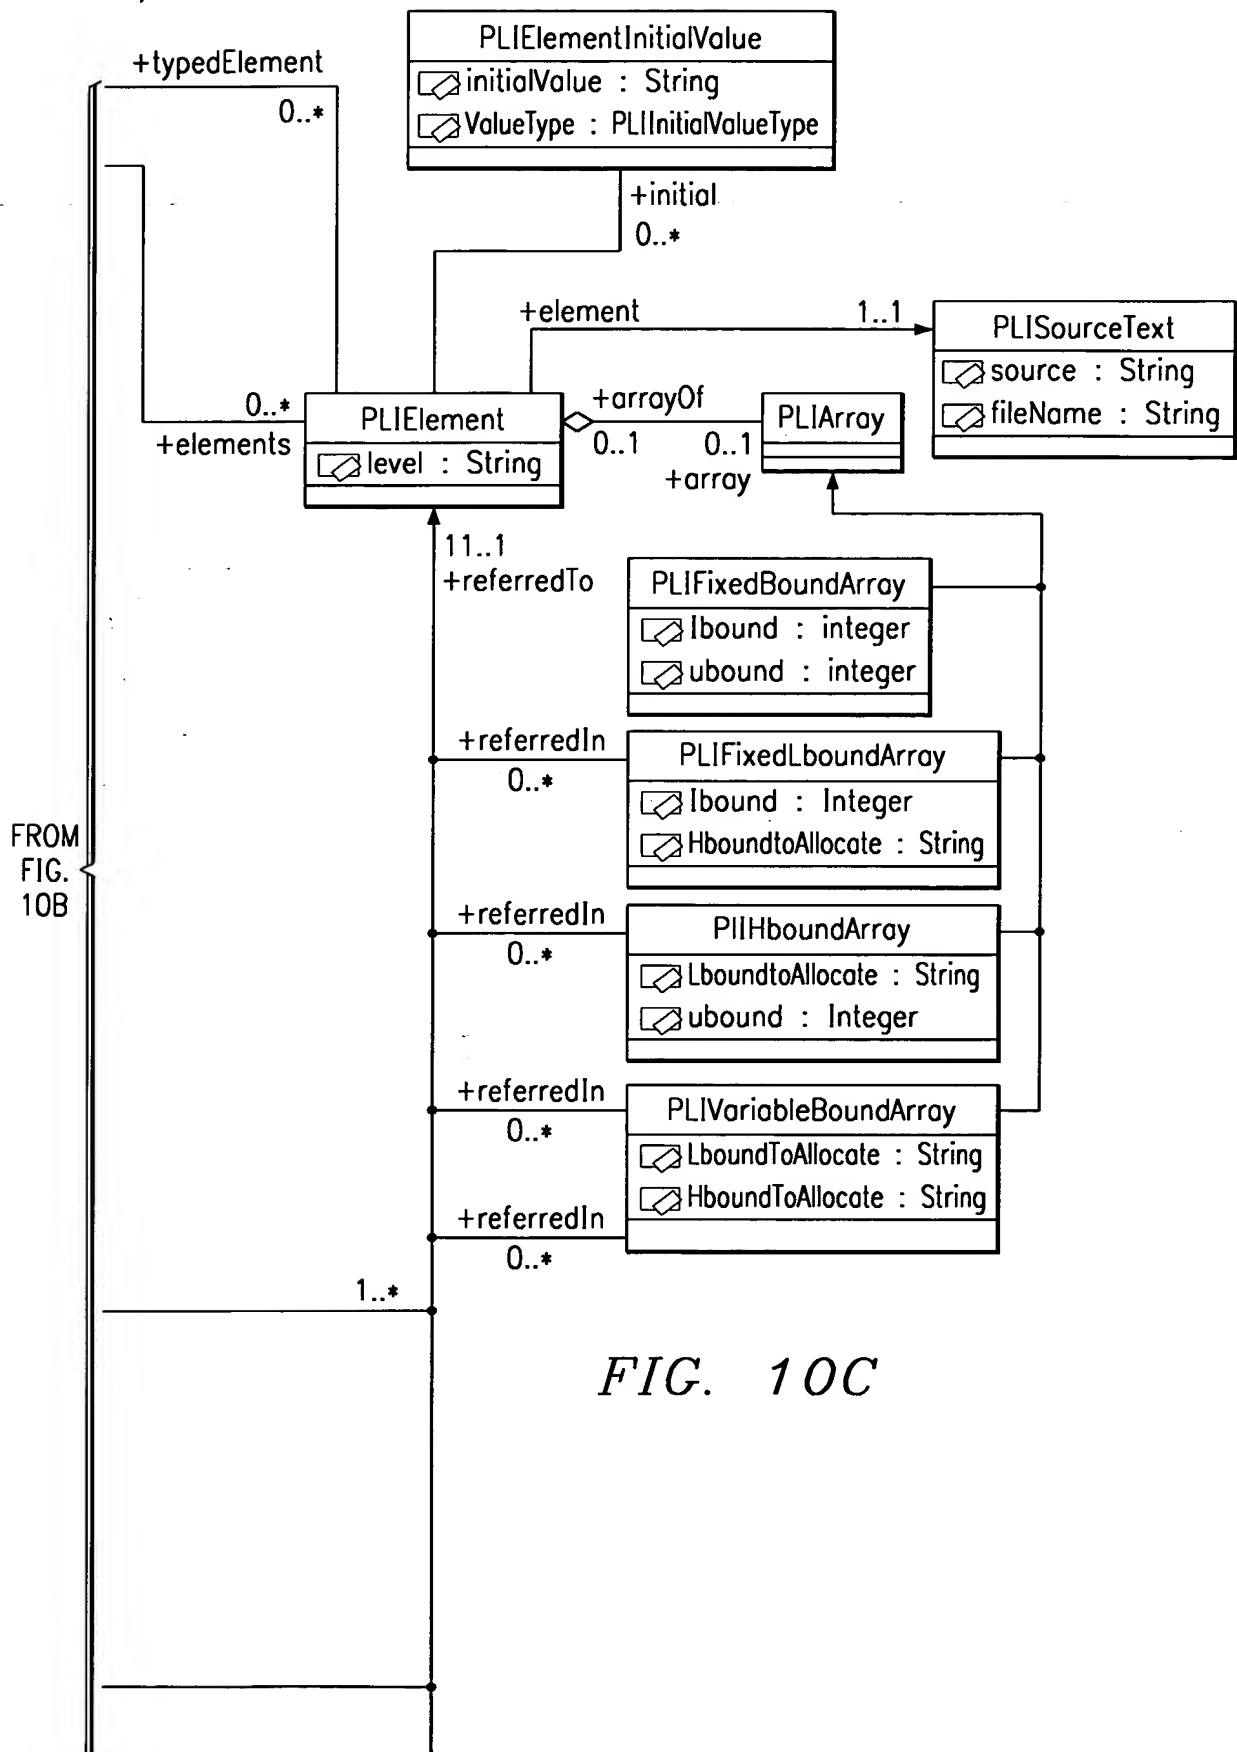 PLIElementInitialValue
initialValue : String
ValueType : PLIInitialValueType
+typedElement
0..*
+initial
0..*
+element
1..1
PLISourceText
source : String
fileName : String
0..*
+elements
PLIElement
level : String
+arrayOf
0..1
0..1
+array
PLIArray
11..1
+referredTo
PLIFixedBoundArray
Ibound : integer
ubound : integer
+referredIn
0..*
PLIFixedLboundArray
Ibound : Integer
HboundtoAllocate : String
FROM
FIG.
10B
+referredIn
0..*
PIIHboundArray
LboundtoAllocate : String
ubound : Integer
+referredIn
0..*
PLIVariableBoundArray
LboundToAllocate : String
HboundToAllocate : String
+referredIn
0..*
1..*
FIG. 10C